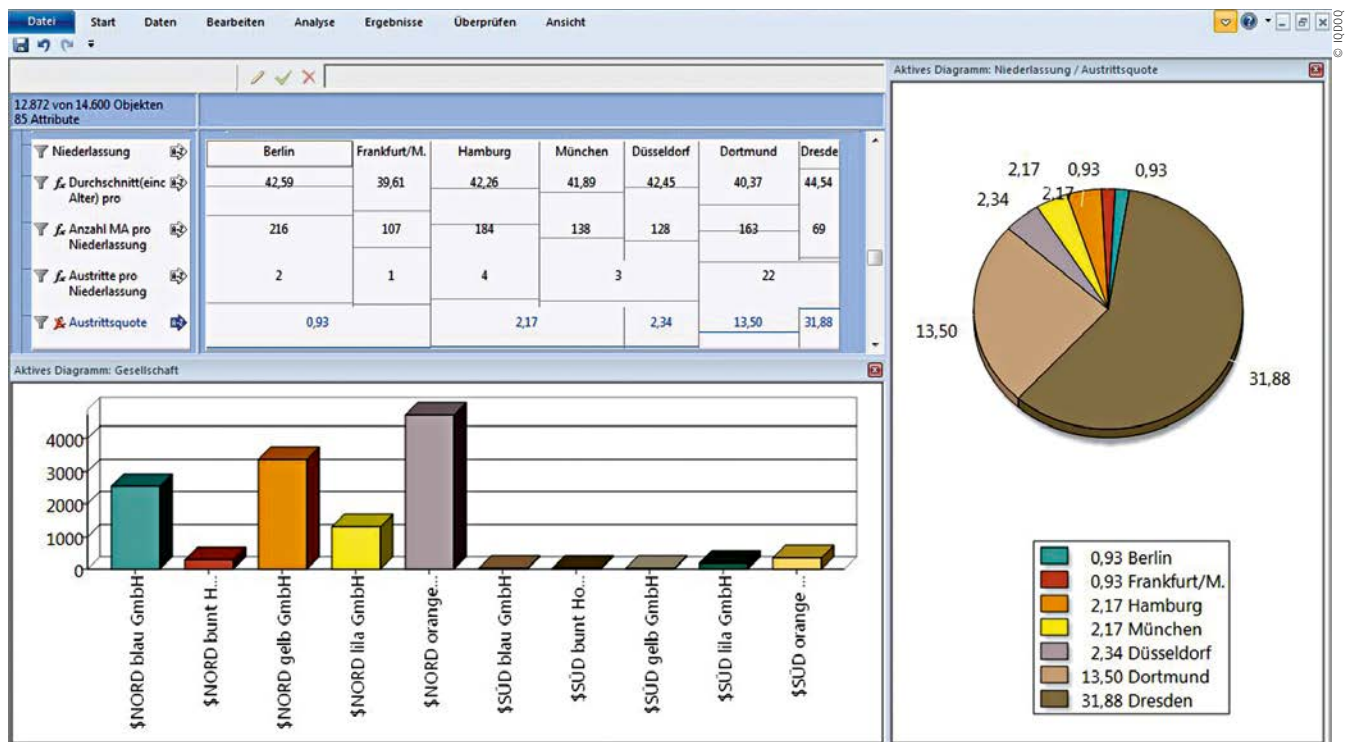 Datei Start Daten Bearbeiten Analyse Ergebnisse Überprüfen Ansicht
© IQDOQ
12.872 von 14.600 Objekten
85 Attribute
Niederlassung Berlin Frankfurt/M. Hamburg München Düsseldorf Dortmund Dresde
fx Durchschnitt(einc 42,59 39,61 42,26 41,89 42,45 40,37 44,54
Alter) pro
fx Anzahl MA pro 216 107 184 138 128 163 69
Niederlassung
fx Austritte pro 2 1 4 3 22
Niederlassung
Austrittsquote 0,93 2,17 2,34 13,50 31,88
Aktives Diagramm: Gesellschaft
4000
3000
2000
1000
0
$NORD blau GmbH
$NORD bunt H...
$NORD gelb GmbH
$NORD lila GmbH
$NORD orange...
$SÜD blau GmbH
$SÜD bunt Ho...
$SÜD gelb GmbH
$SÜD lila GmbH
$SÜD orange ...
Aktives Diagramm: Niederlassung / Austrittsquote
2,17 0,93 0,93
2,34 2,17
13,50
31,88
0,93 Berlin
0,93 Frankfurt/M.
2,17 Hamburg
2,17 München
2,34 Düsseldorf
13,50 Dortmund
31,88 Dresden